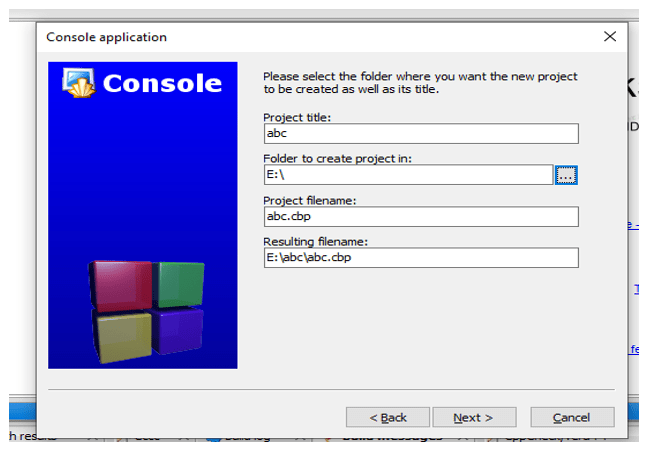 Console application
Console
Please select the folder where you want the new project
to be created as well as its title.
Project title:
abc
Folder to create project in:
E:\
...
Project filename:
abc.cbp
Resulting filename:
E:\abc\abc.cbp
< Back
Next >
Cancel